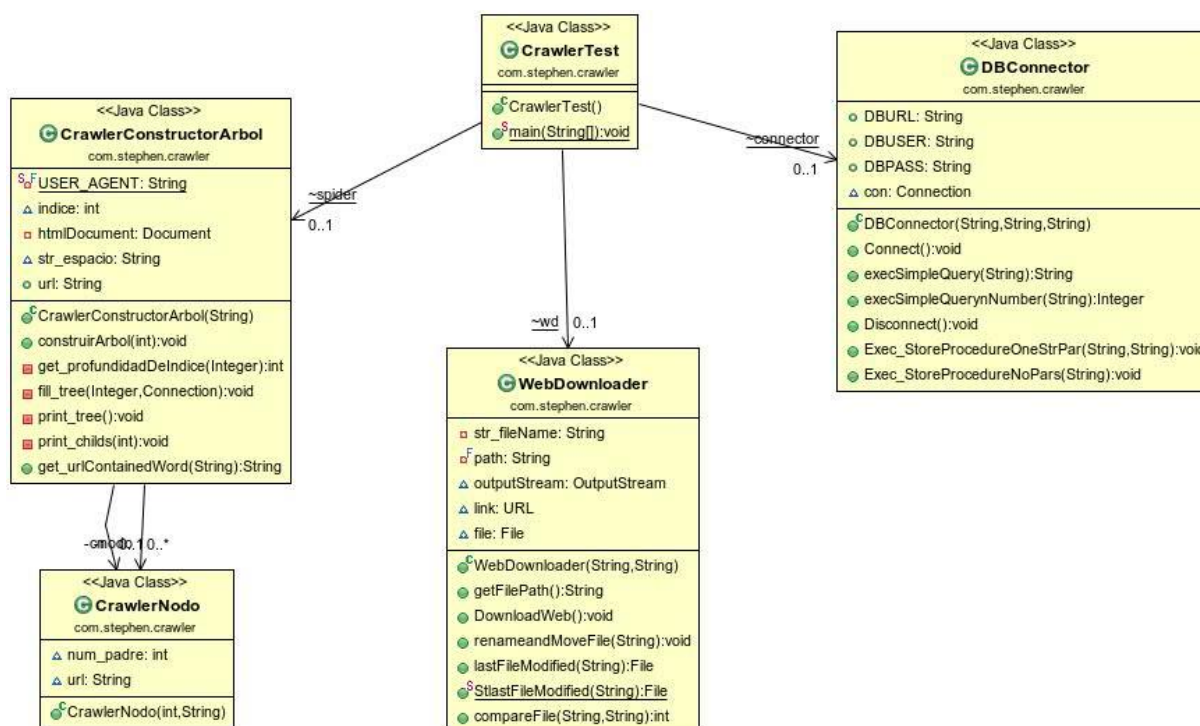 <<Java Class>>
CrawlerTest
com.stephen.crawler
CrawlerTest()
main(String[]):void
<<Java Class>>
DBConnector
com.stephen.crawler
DBURL: String
DBUSER: String
DBPASS: String
con: Connection
DBConnector(String,String,String)
Connect():void
execSimpleQuery(String):String
execSimpleQuerynNumber(String):Integer
Disconnect():void
Exec_StoreProcedureOneStrPar(String,String):void
Exec_StoreProcedureNoPars(String):void
~connector
0..1
<<Java Class>>
CrawlerConstructorArbol
com.stephen.crawler
USER_AGENT: String
indice: int
htmlDocument: Document
str_espacio: String
url: String
CrawlerConstructorArbol(String)
construirArbol(int):void
get_profundidadDeIndice(Integer):int
fill_tree(Integer,Connection):void
print_tree():void
print_childs(int):void
get_urlContainedWord(String):String
~spider
0..1
~wd 0..1
<<Java Class>>
WebDownloader
com.stephen.crawler
str_fileName: String
path: String
outputStream: OutputStream
link: URL
file: File
WebDownloader(String,String)
getFilePath():String
DownloadWeb():void
renameandMoveFile(String):void
lastFileModified(String):File
StlastFileModified(String):File
compareFile(String,String):int
0..1 0..*
<<Java Class>>
CrawlerNodo
com.stephen.crawler
num_padre: int
url: String
CrawlerNodo(int,String)